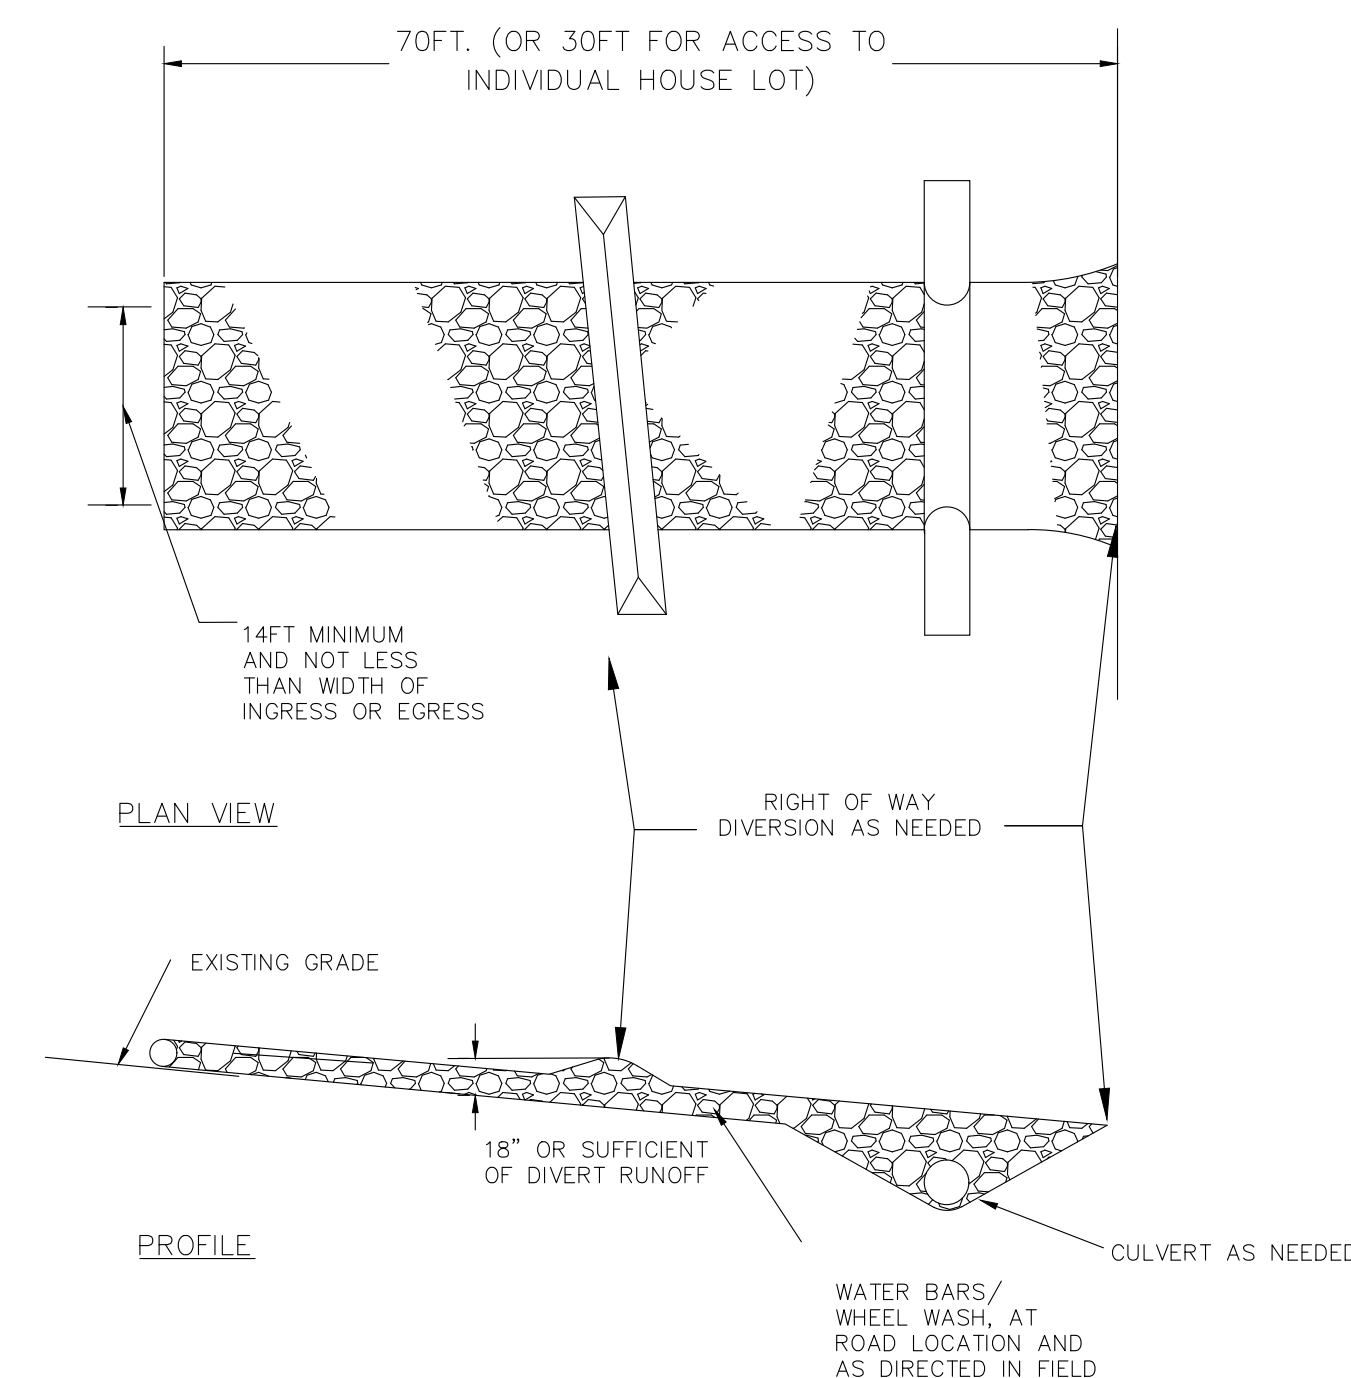 70FT. (OR 30FT FOR ACCESS TO
INDIVIDUAL HOUSE LOT)
14FT MINIMUM
AND NOT LESS
THAN WIDTH OF
INGRESS OR EGRESS
PLAN VIEW
RIGHT OF WAY
DIVERSION AS NEEDED
EXISTING GRADE
18" OR SUFFICIENT
OF DIVERT RUNOFF
PROFILE
CULVERT AS NEEDED
WATER BARS/
WHEEL WASH, AT
ROAD LOCATION AND
AS DIRECTED IN FIELD